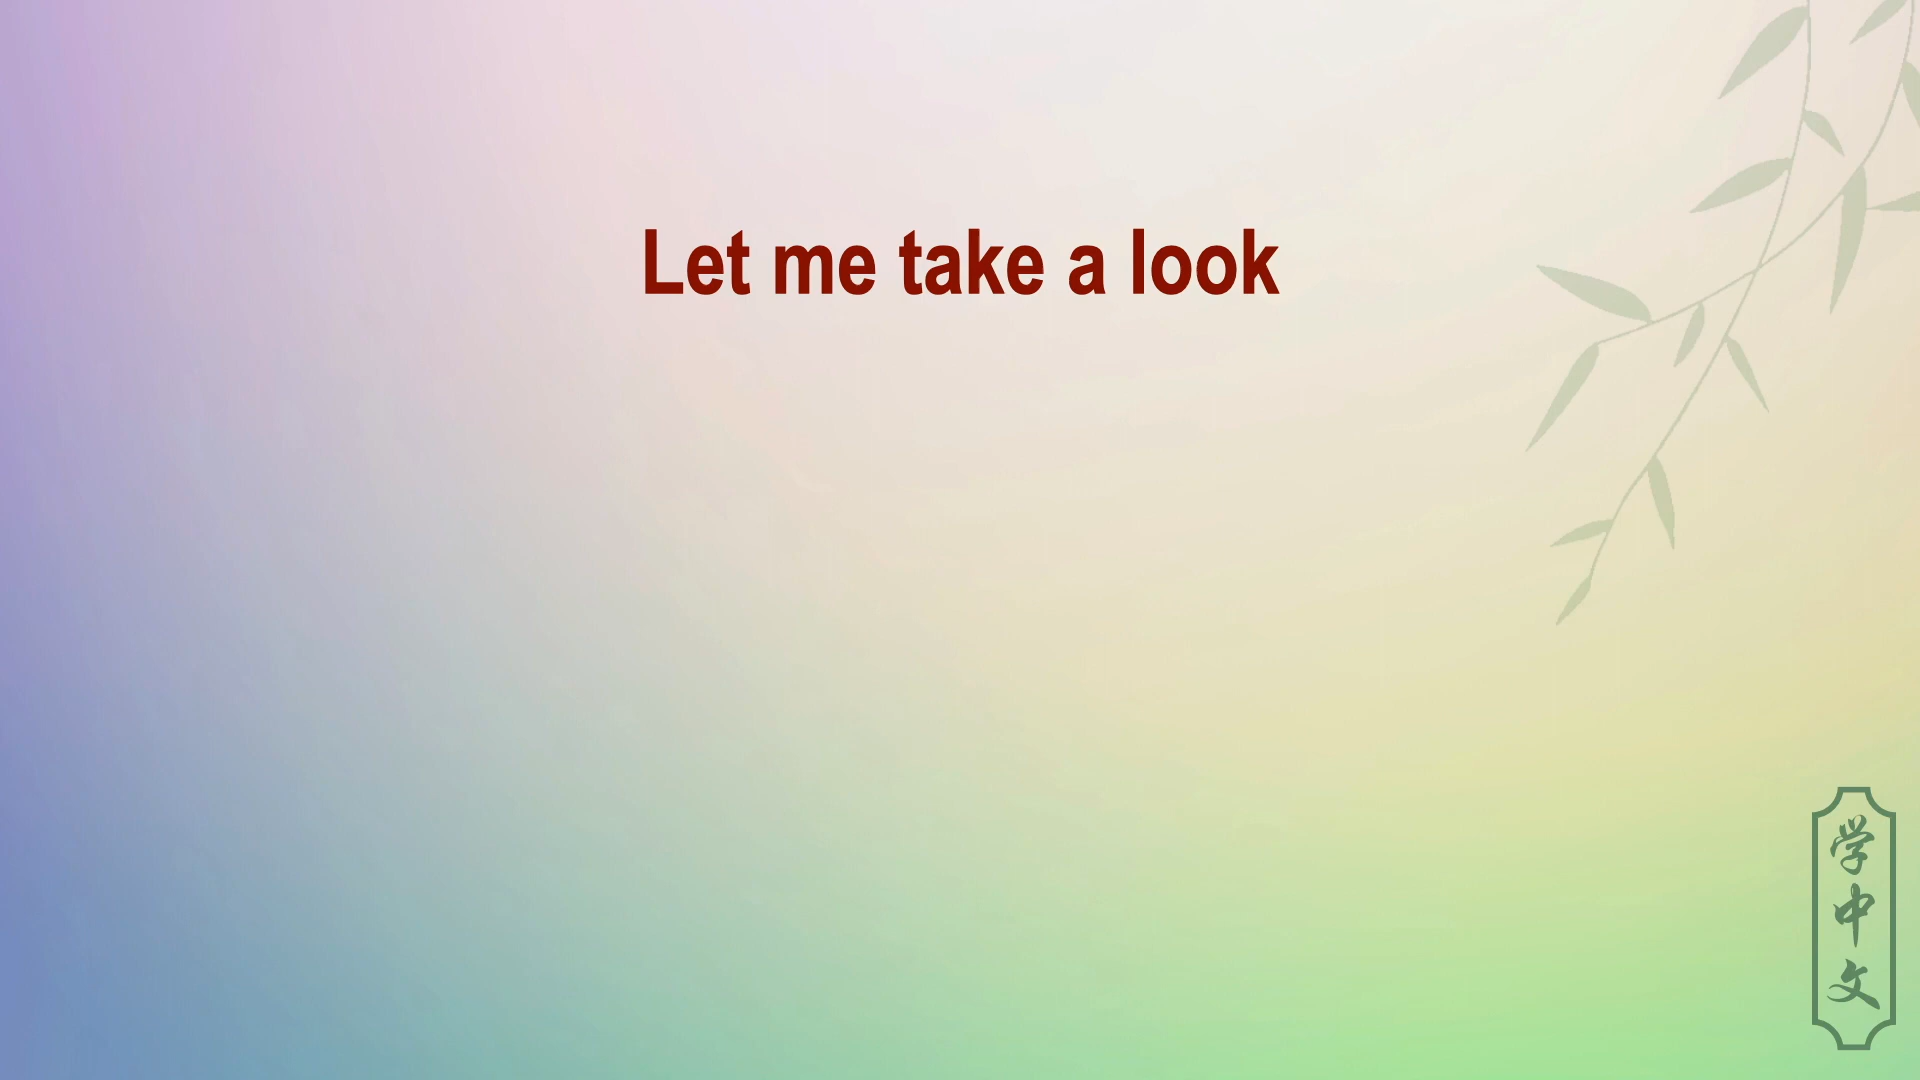 Let me take a look
学
中
文